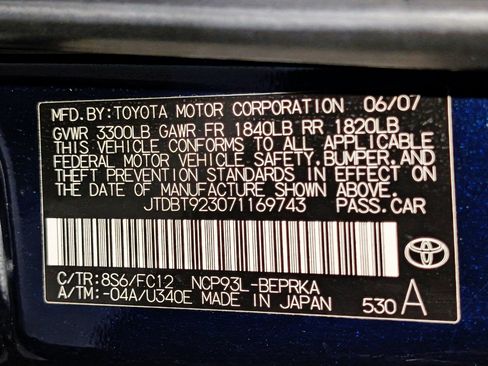 MFD. BY: TOYOTA MOTOR CORPORATION 06/07
GVWR 3300LB GAWR FR 1840LB RR 1820LB
THIS VEHICLE CONFORMS TO ALL APPLICABLE
FEDERAL MOTOR VEHICLE SAFETY, BUMPER, AND
THEFT PREVENTION STANDARDS IN EFFECT ON
THE DATE OF MANUFACTURE SHOWN ABOVE.
JTDBT923071169743 PASS. CAR
C/TR: 8S6/FC12 NCP93L-BEPRKA
A/TM: -04A/U340E MADE IN JAPAN 530 A